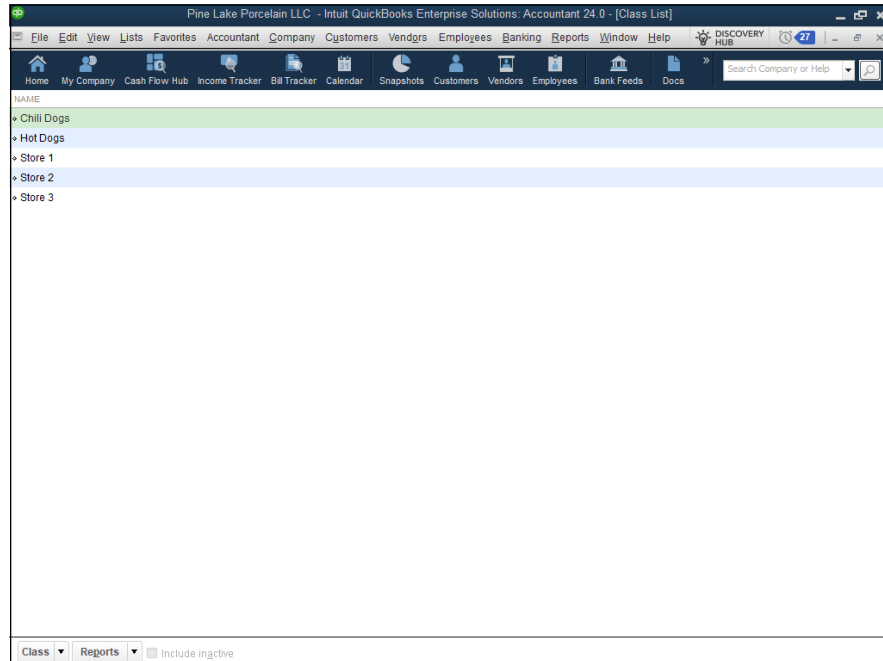 qb
Pine Lake Porcelain LLC - Intuit QuickBooks Enterprise Solutions: Accountant 24.0 - [Class List]
File Edit View Lists Favorites Accountant Company Customers Vendors Employees Banking Reports Window Help DISCOVERY HUB 27
Home My Company Cash Flow Hub Income Tracker Bill Tracker 31 Calendar Snapshots Customers Vendors Employees Bank Feeds Docs » Search Company or Help
NAME
Chili Dogs
Hot Dogs
Store 1
Store 2
Store 3
Class Reports Include inactive